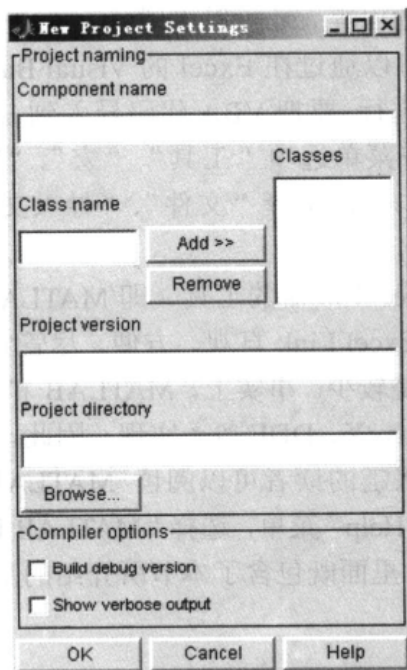 New Project Settings
Project naming
Component name
Classes
Class name
Add >>
Remove
Project version
Project directory
Browse...
Compiler options
Build debug version
Show verbose output
OK
Cancel
Help